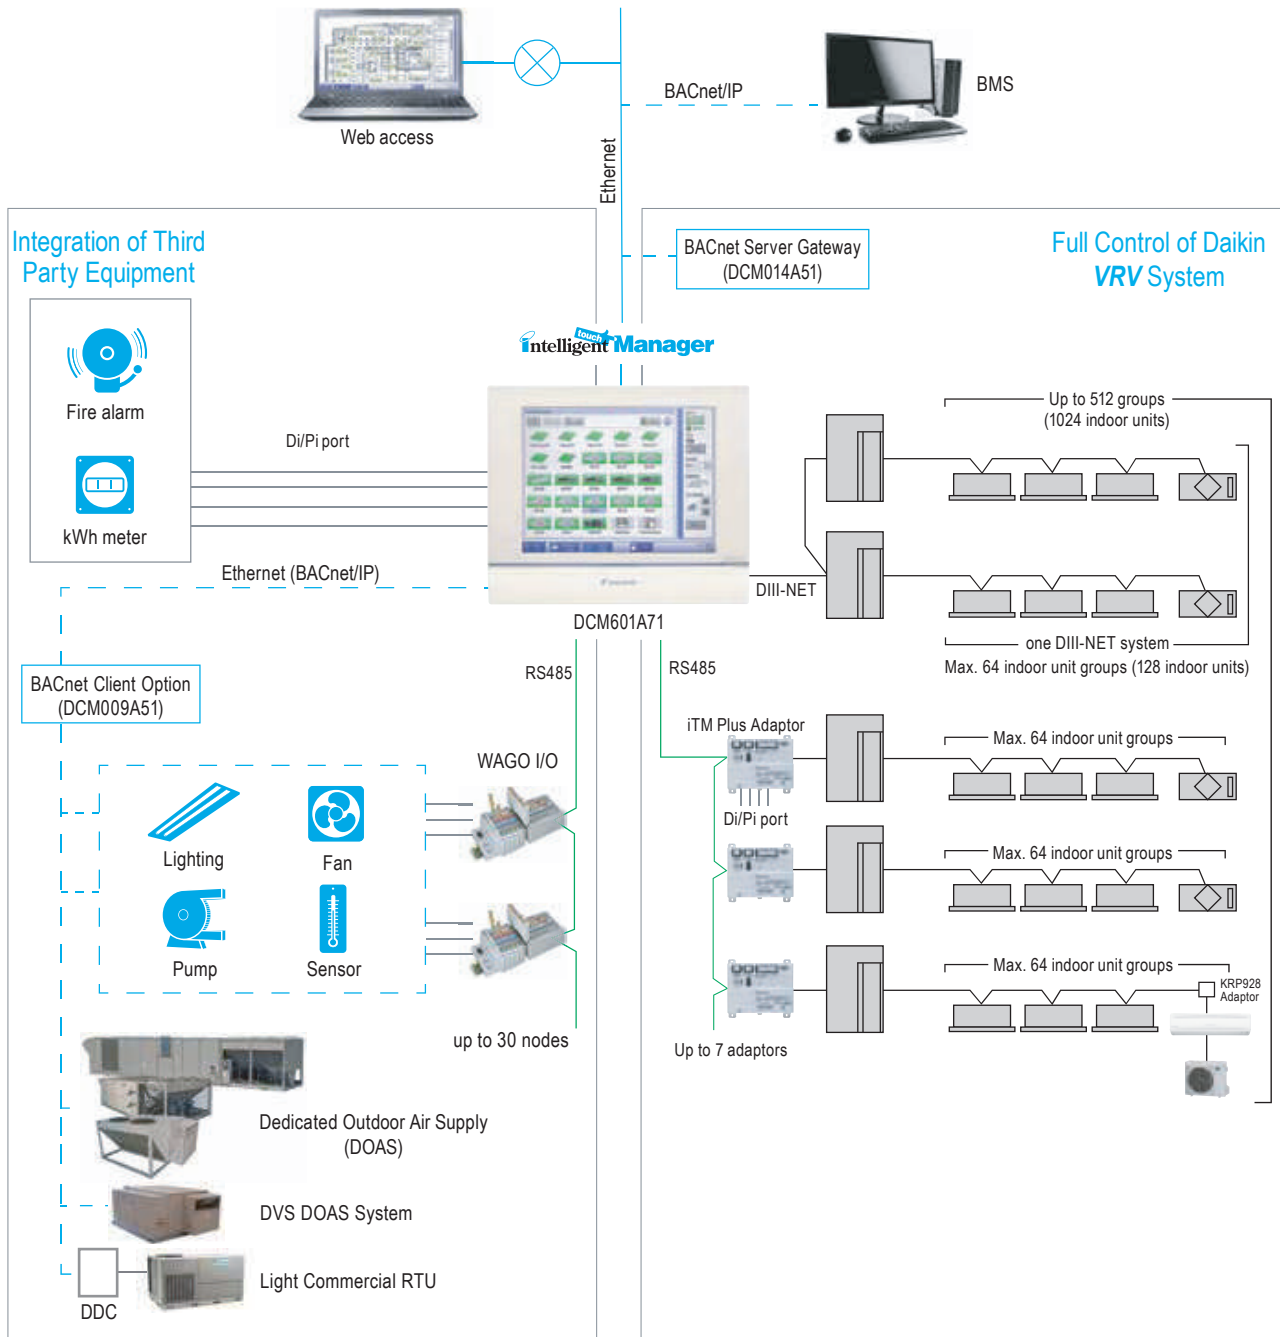 Web access
BACnet/IP
BMS
Ethernet
Integration of Third
Party Equipment
BACnet Server Gateway
(DCM014A51)
Full Control of Daikin
VRV System
Fire alarm
kWh meter
Di/Pi port
touch
intelligent Manager
Up to 512 groups
(1024 indoor units)
Ethernet (BACnet/IP)
DIII-NET
DCM601A71
one DIII-NET system
Max. 64 indoor unit groups (128 indoor units)
RS485
RS485
BACnet Client Option
(DCM009A51)
iTM Plus Adaptor
Max. 64 indoor unit groups
WAGO I/O
Di/Pi port
Lighting
Fan
Max. 64 indoor unit groups
Pump
Sensor
Max. 64 indoor unit groups
KRP928
Adaptor
up to 30 nodes
Up to 7 adaptors
Dedicated Outdoor Air Supply
(DOAS)
DVS DOAS System
Light Commercial RTU
DDC